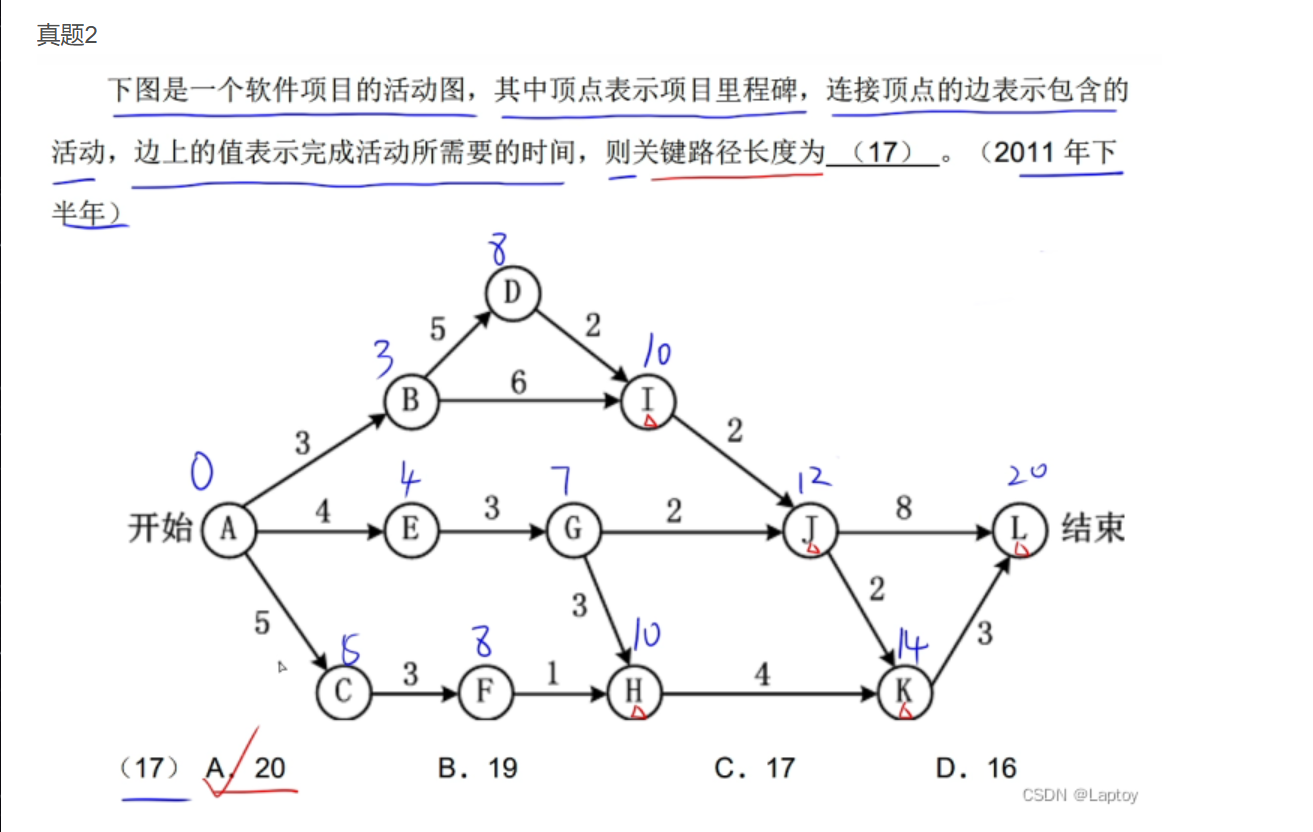 真题2
下图是一个软件项目的活动图，其中顶点表示项目里程碑，连接顶点的边表示包含的
活动，边上的值表示完成活动所需要的时间，则关键路径长度为 （17） 。（2011 年下
半年）
8
D
5 2
3 10
B 6 I
3 2
0 4 7 12 20
开始 A 4 E 3 G 2 J 8 L 结束
5 3 2 3
5 8 10 14
C 3 F 1 H 4 K
（17） A. 20 B. 19 C. 17 D. 16
CSDN @Laptoy